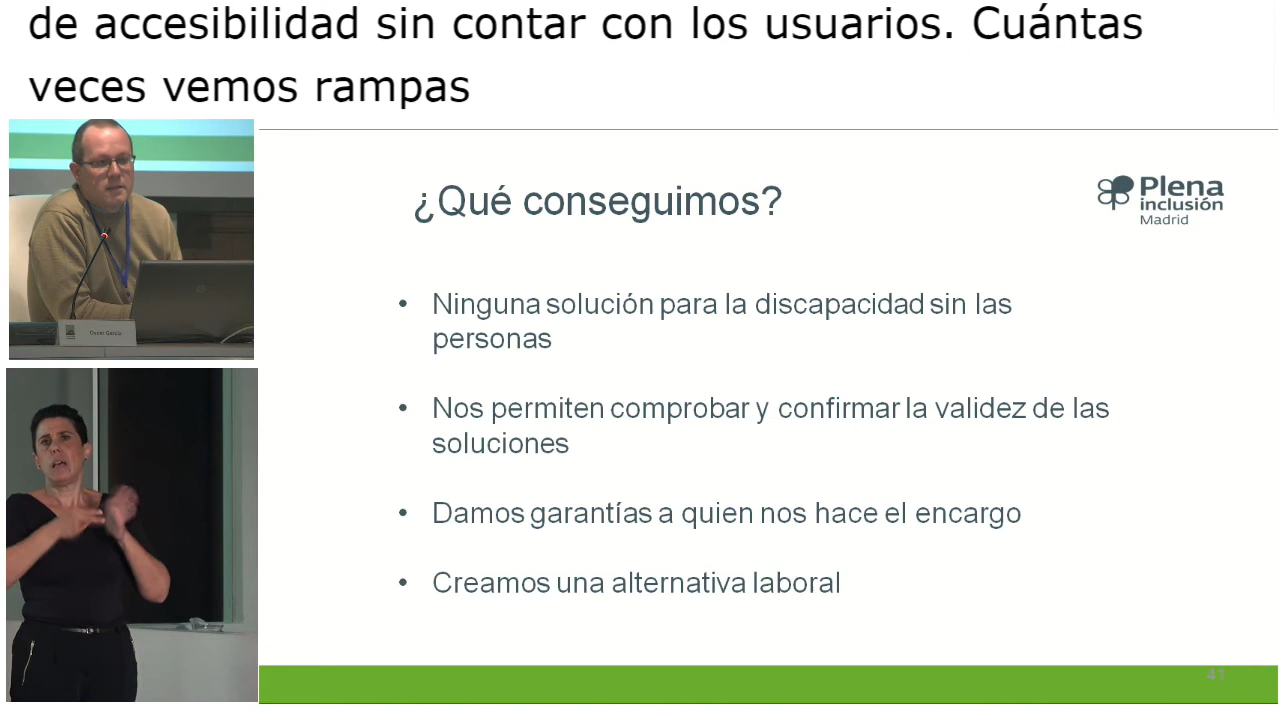 de accesibilidad sin contar con los usuarios. Cuántas
veces vemos rampas
¿Qué conseguimos?
Plena
inclusión
Madrid
• Ninguna solución para la discapacidad sin las
personas
• Nos permiten comprobar y confirmar la validez de las
soluciones
• Damos garantías a quien nos hace el encargo
• Creamos una alternativa laboral
Oscar García
41